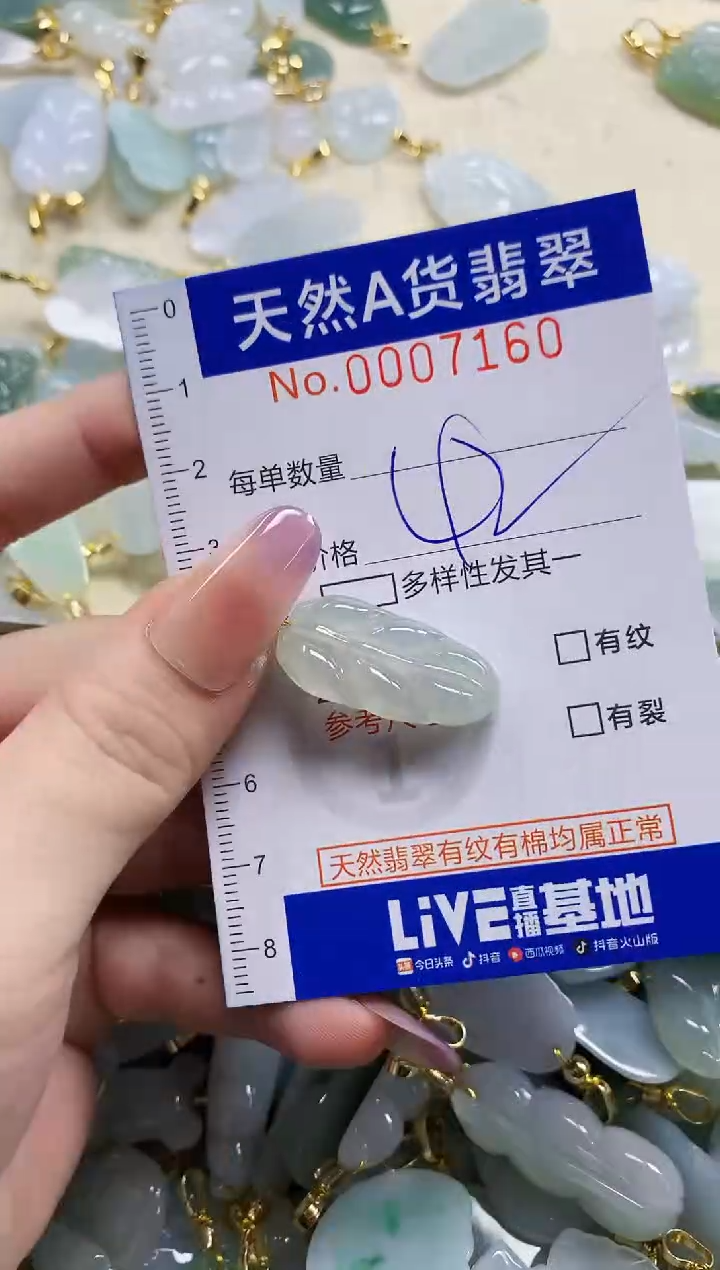 天然A货翡翠
No.0007160
每单数量
价格
多样性发其一
有纹
参考尺
有裂
天然翡翠有纹有棉均属正常
LiVE直播基地
今日头条 抖音 西瓜视频 抖音火山版
0
1
2
3
6
7
8